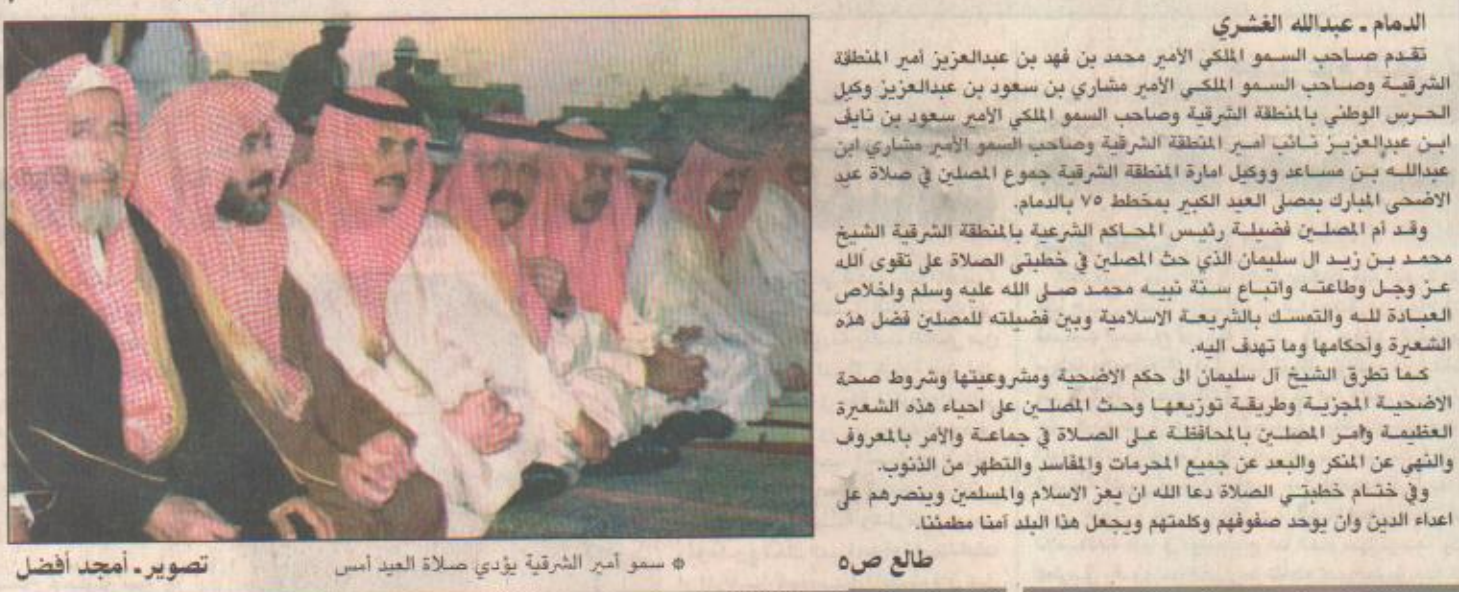 الدمام ـ عبدالله الغشري
تقدم صاحب السمو الملكي الأمير محمد بن فهد بن عبدالعزيز أمير المنطقة
الشرقية وصاحب السمو الملكي الأمير مشاري بن سعود بن عبدالعزيز وكيل
الحرس الوطني بالمنطقة الشرقية وصاحب السمو الملكي الأمير سعود بن نايف
ابن عبدالعزيز نائب أمير المنطقة الشرقية وصاحب السمو الأمير مشاري ابن
عبدالله بن مساعد ووكيل امارة المنطقة الشرقية جموع المصلين في صلاة عيد
الاضحى المبارك بمصلى العيد الكبير بمخطط ٧٥ بالدمام.
وقد أم المصلين فضيلة رئيس المحاكم الشرعية بالمنطقة الشرقية الشيخ
محمد بن زيد ال سليمان الذي حث المصلين في خطبتى الصلاة على تقوى الله
عز وجل وطاعته واتباع سنة نبيه محمد صلى الله عليه وسلم واخلاص
العبادة لله والتمسك بالشريعة الاسلامية وبين فضيلته للمصلين فضل هذه
الشعيرة وأحكامها وما تهدف اليه.
كما تطرق الشيخ آل سليمان الى حكم الاضحية ومشروعيتها وشروط صحة
الاضحية المجزية وطريقة توزيعها وحث المصلين على احياء هذه الشعيرة
العظيمة وأمر المصلين بالمحافظة على الصلاة في جماعة والأمر بالمعروف
والنهي عن المنكر والبعد عن جميع المحرمات والمفاسد والتطهر من الذنوب.
وفي ختام خطبتي الصلاة دعا الله ان يعز الاسلام والمسلمين وينصرهم على
اعداء الدين وان يوحد صفوفهم وكلمتهم ويجعل هذا البلد آمنا مطمئنا.
طالع ص٥
* سمو أمير الشرقية يؤدي صلاة العيد أمس
تصوير ـ أمجد أفضل